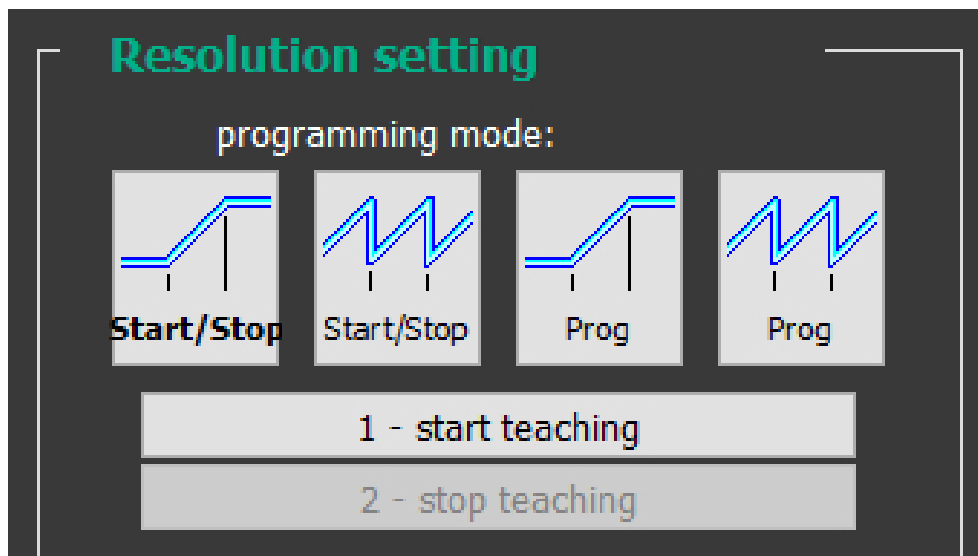 Resolution setting
programming mode:
Start/Stop Start/Stop Prog Prog
1 - start teaching
2 - stop teaching